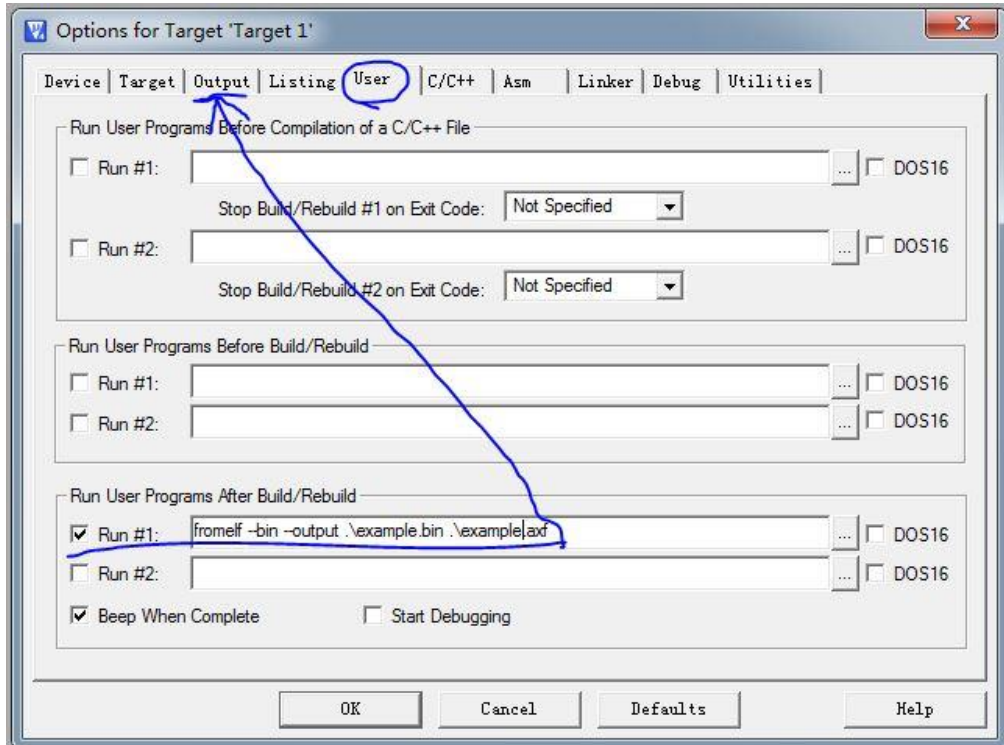 Options for Target 'Target 1'
Device | Target | Output | Listing | User | C/C++ | Asm | Linker | Debug | Utilities
Run User Programs Before Compilation of a C/C++ File
Run #1: ... DOS16
Stop Build/Rebuild #1 on Exit Code: Not Specified
Run #2: ... DOS16
Stop Build/Rebuild #2 on Exit Code: Not Specified
Run User Programs Before Build/Rebuild
Run #1: ... DOS16
Run #2: ... DOS16
Run User Programs After Build/Rebuild
Run #1: fromelf --bin --output .\example.bin .\example.axf ... DOS16
Run #2: ... DOS16
Beep When Complete Start Debugging
OK Cancel Defaults Help